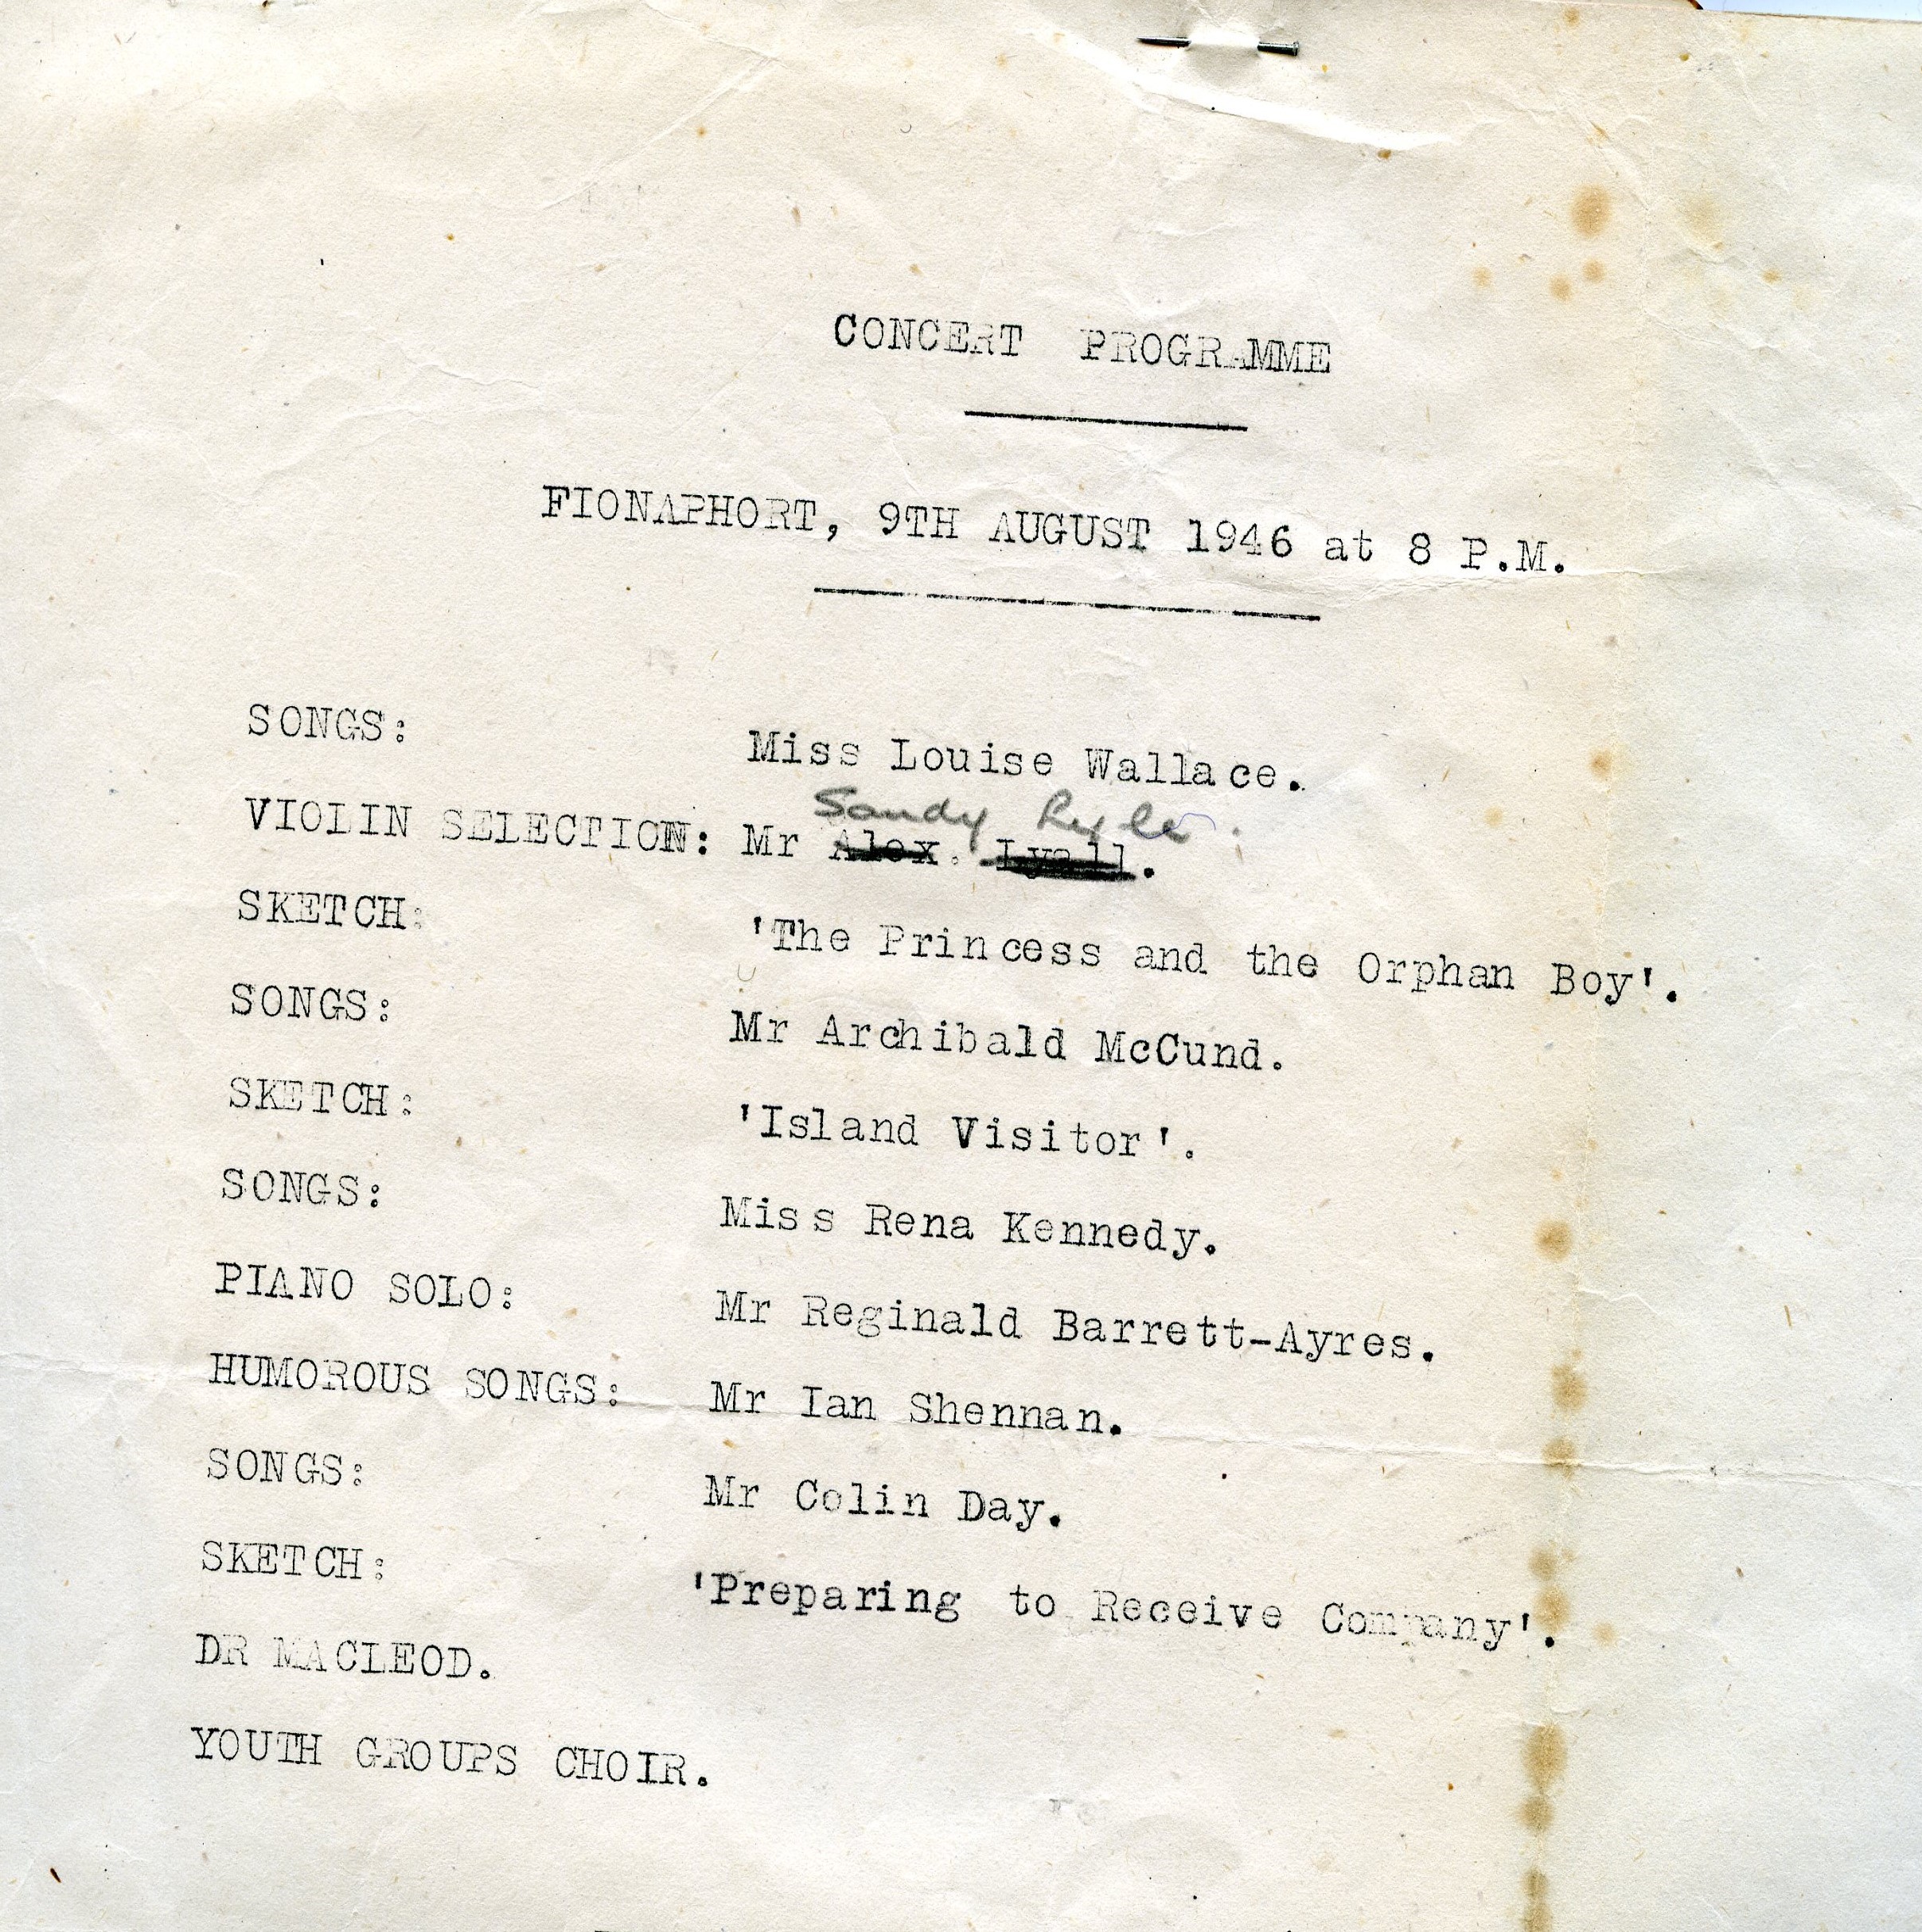 CONCERT PROGRAMME
FIONAPHORT, 9TH AUGUST 1946 at 8 P.M.
SONGS: Miss Louise Wallace.
Sandy
VIOLIN SELECTION: Mr Alex. Lyall.
SKETCH: 'The Princess and the Orphan Boy'.
SONGS: Mr Archibald McCund.
SKETCH: 'Island Visitor'.
SONGS: Miss Rena Kennedy.
PIANO SOLO: Mr Reginald Barrett-Ayres.
HUMOROUS SONGS: Mr Ian Shennan.
SONGS: Mr Colin Day.
SKETCH: 'Preparing to Receive Company'.
DR MACLEOD.
YOUTH GROUPS CHOIR.